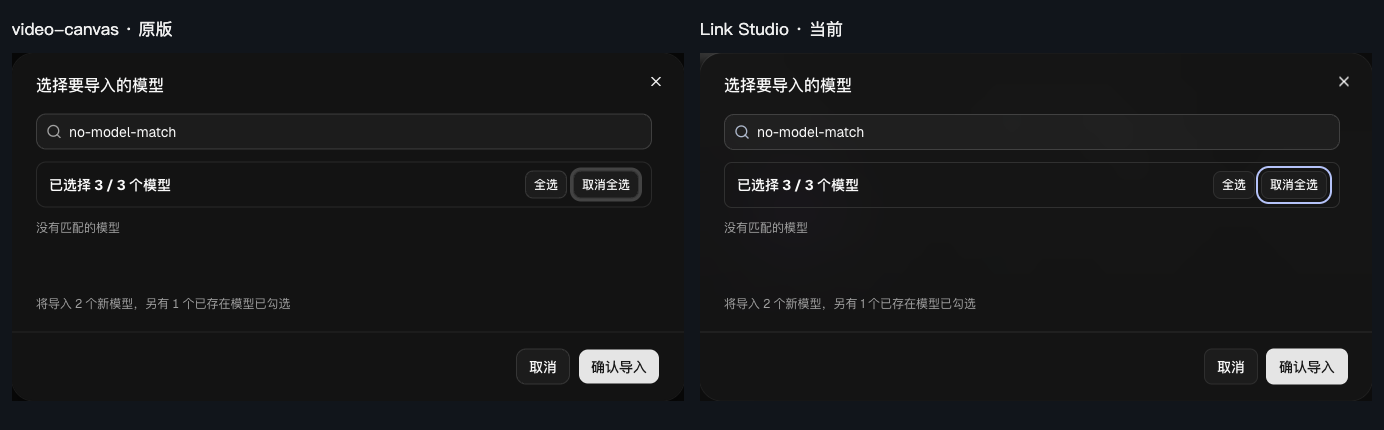 video-canvas · 原版
选择要导入的模型
no-model-match
已选择 3 / 3 个模型 全选 取消全选
没有匹配的模型
将导入 2 个新模型，另有 1 个已存在模型已勾选
取消 确认导入
Link Studio · 当前
选择要导入的模型
no-model-match
已选择 3 / 3 个模型 全选 取消全选
没有匹配的模型
将导入 2 个新模型，另有 1 个已存在模型已勾选
取消 确认导入